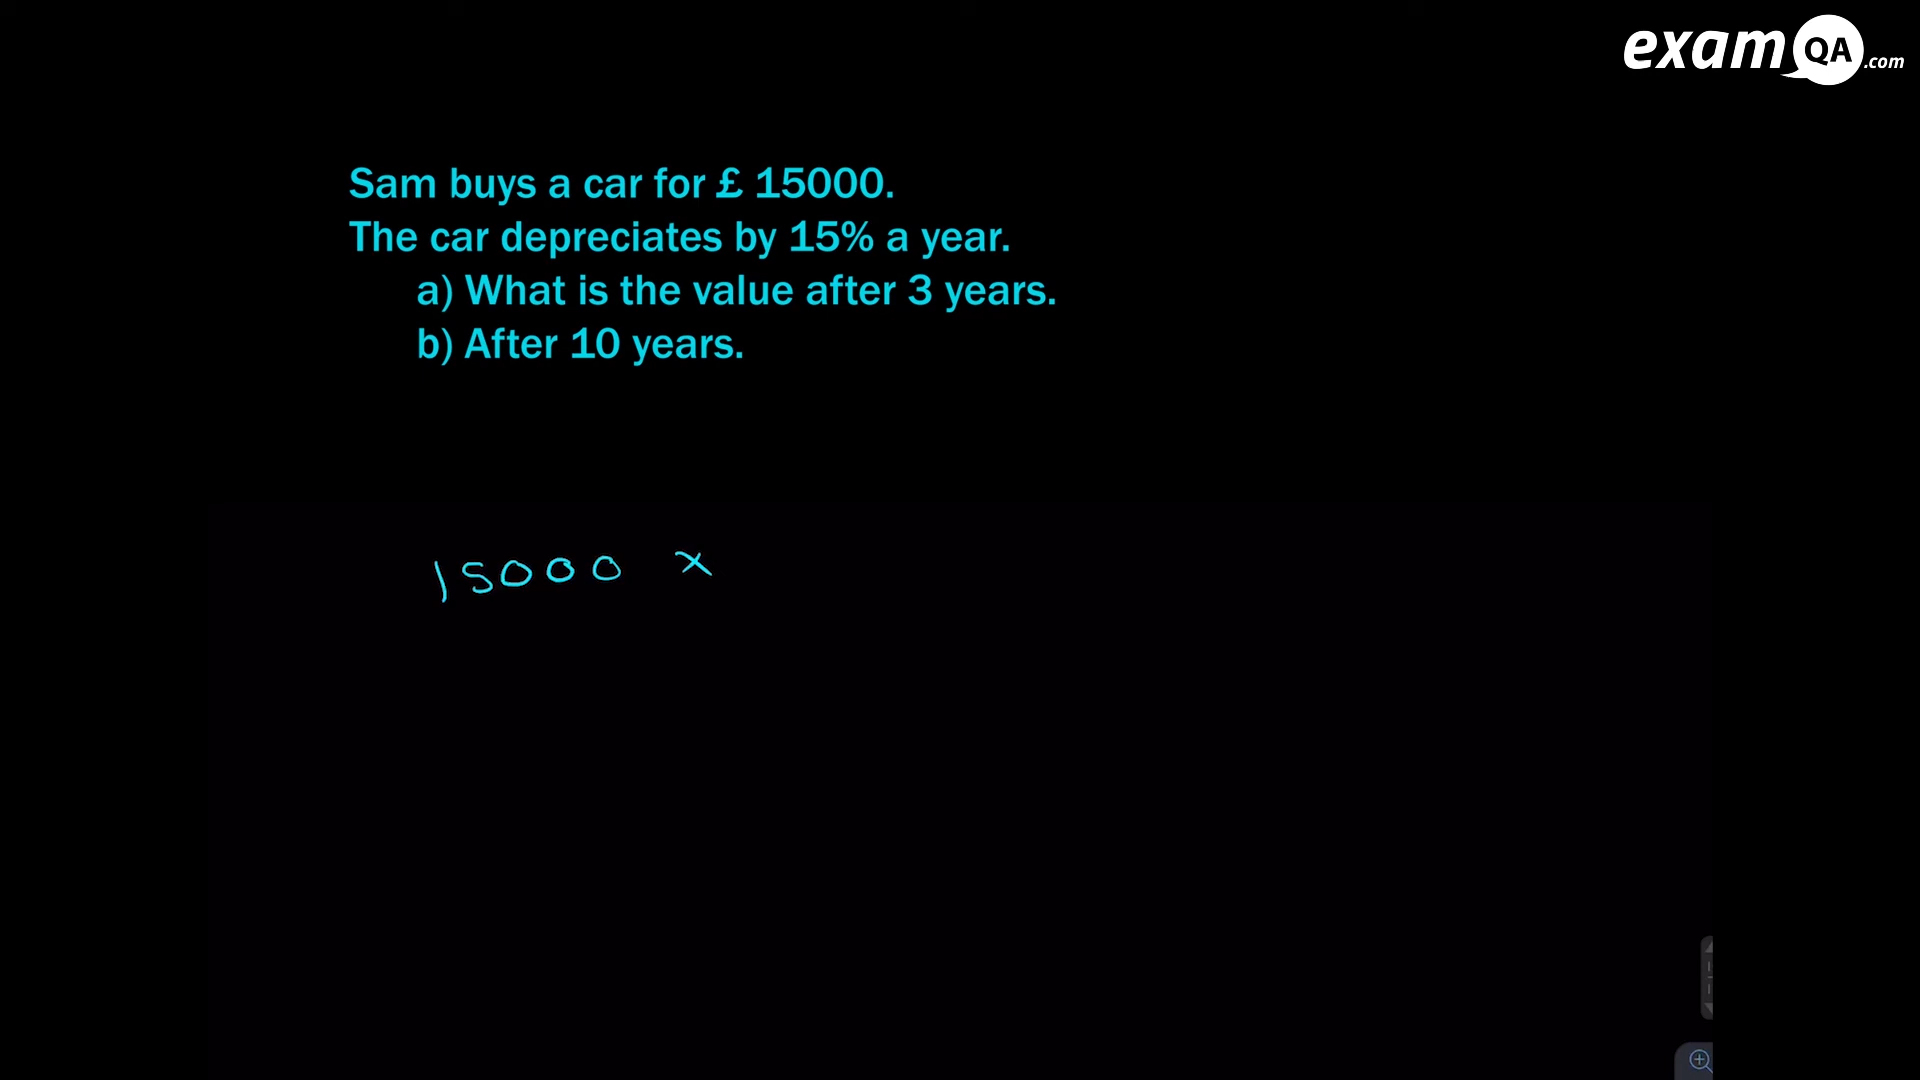 examQA.com
Sam buys a car for £ 15000.
The car depreciates by 15% a year.
a) What is the value after 3 years.
b) After 10 years.
15000 x